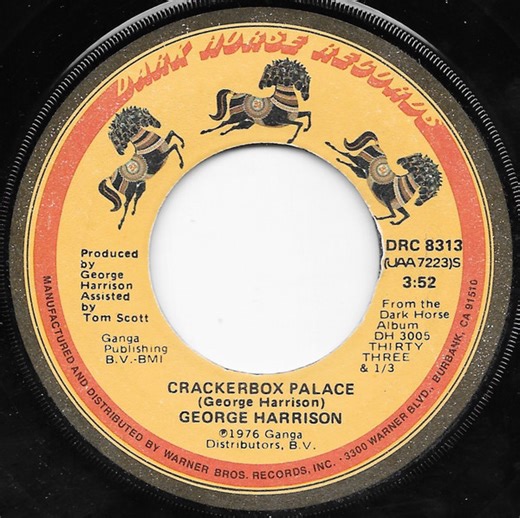 DARK HORSE RECORDS
Produced
by
George
Harrison
Assisted
by
Tom Scott
Ganga
Publishing
B.V.-BMI
DRC 8313
(UAA7223)S
3:52
From the
Dark Horse
Album
DH 3005
THIRTY
THREE
& 1/3
CRACKERBOX PALACE
(George Harrison)
GEORGE HARRISON
℗1976 Ganga
Distributors, B.V.
MANUFACTURED AND DISTRIBUTED BY WARNER BROS. RECORDS, INC. - 3300 WARNER BLVD., BURBANK, CA 91510